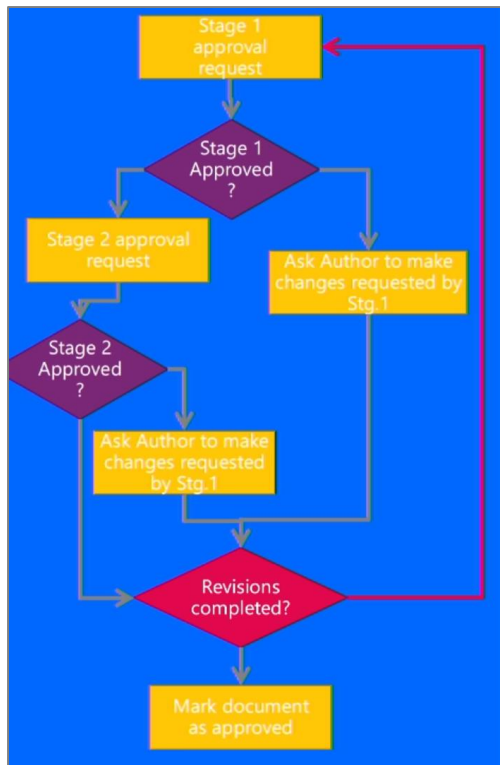 Stage 1
approval
request
Stage 1
Approved
?
Stage 2 approval
request
Ask Author to make
changes requested by
Stg.1
Stage 2
Approved
?
Ask Author to make
changes requested
by Stg.1
Revisions
completed?
Mark document
as approved